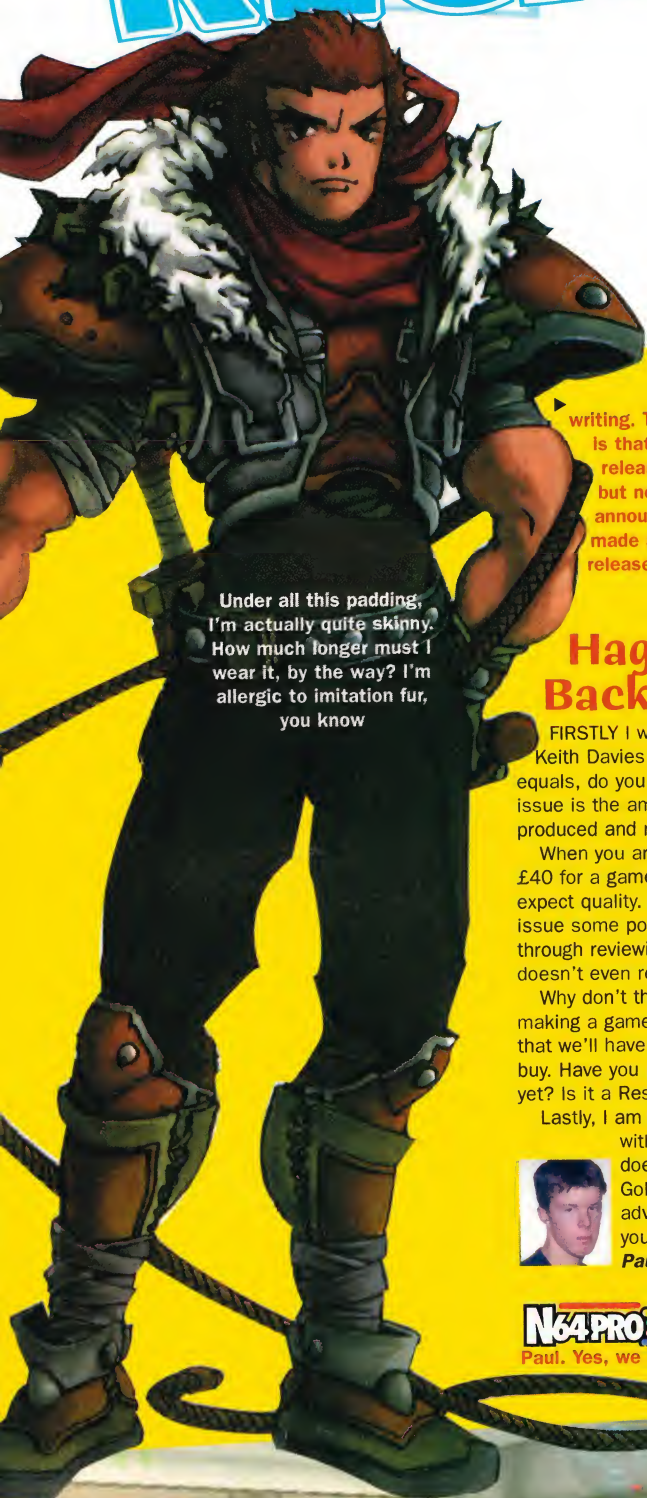 writing. T
is that
relea
but n
annou
made
release
Under all this padding,
I'm actually quite skinny.
How much longer must I
wear it, by the way? I'm
allergic to imitation fur,
you know
Hag
Back
FIRSTLY I w
Keith Davies
equals, do you
issue is the am
produced and r
When you ar
£40 for a game
expect quality.
issue some po
through reviewi
doesn't even re
Why don't th
making a game
that we'll have
buy. Have you
yet? Is it a Res
Lastly, I am
with
doe
Gol
adv
you
Pau
N64 PRO
Paul. Yes, we